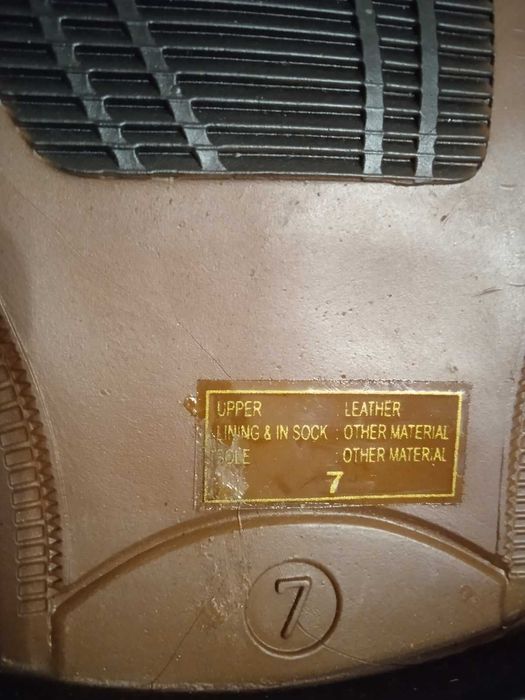 UPPER : LEATHER
LINING & IN SOCK : OTHER MATERIAL
SOLE : OTHER MATERIAL
7
7